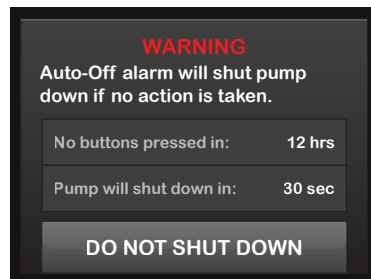 WARNING
Auto-Off alarm will shut pump
down if no action is taken.
No buttons pressed in: 12 hrs
Pump will shut down in: 30 sec
DO NOT SHUT DOWN